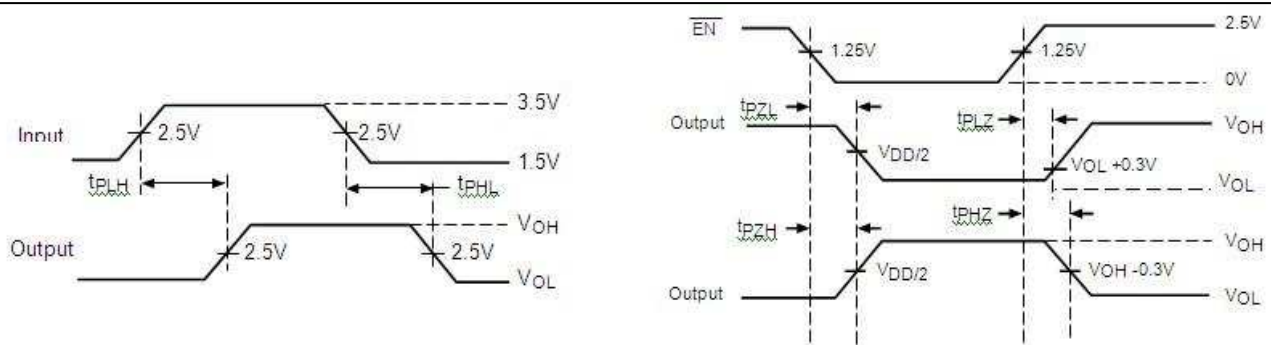 3.5V
Input
2.5V
2.5V
1.5V
tPLH
tPHL
VOH
Output
2.5V
2.5V
VOL
EN
2.5V
1.25V
1.25V
0V
tPZL
tPLZ
Output
VOH
VDD/2
VOL +0.3V
VOL
tPZH
tPHZ
VOH
VDD/2
VOH -0.3V
Output
VOL